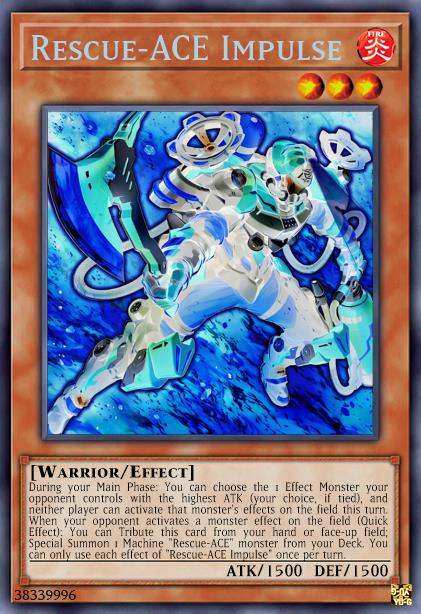 RESCUE-ACE IMPULSE
FIRE
炎
[WARRIOR/EFFECT]
During your Main Phase: You can choose the 1 Effect Monster your
opponent controls with the highest ATK (your choice, if tied), and
neither player can activate that monster's effects on the field this turn.
When your opponent activates a monster effect on the field (Quick
Effect): You can Tribute this card from your hand or face-up field;
Special Summon 1 Machine "Rescue-ACE" monster from your Deck. You
can only use each effect of "Rescue-ACE Impulse" once per turn.
ATK/1500 DEF/1500
38339996